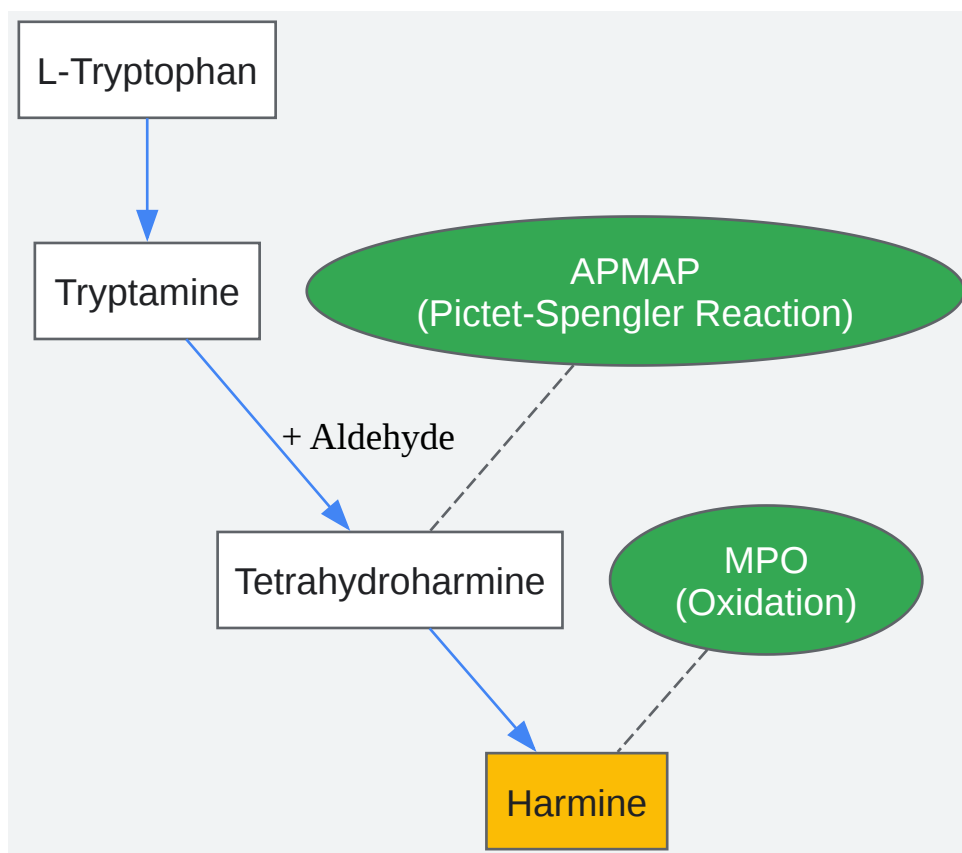 L-Tryptophan
Tryptamine
APMAP
(Pictet-Spengler Reaction)
+ Aldehyde
Tetrahydroharmine
MPO
(Oxidation)
Harmine